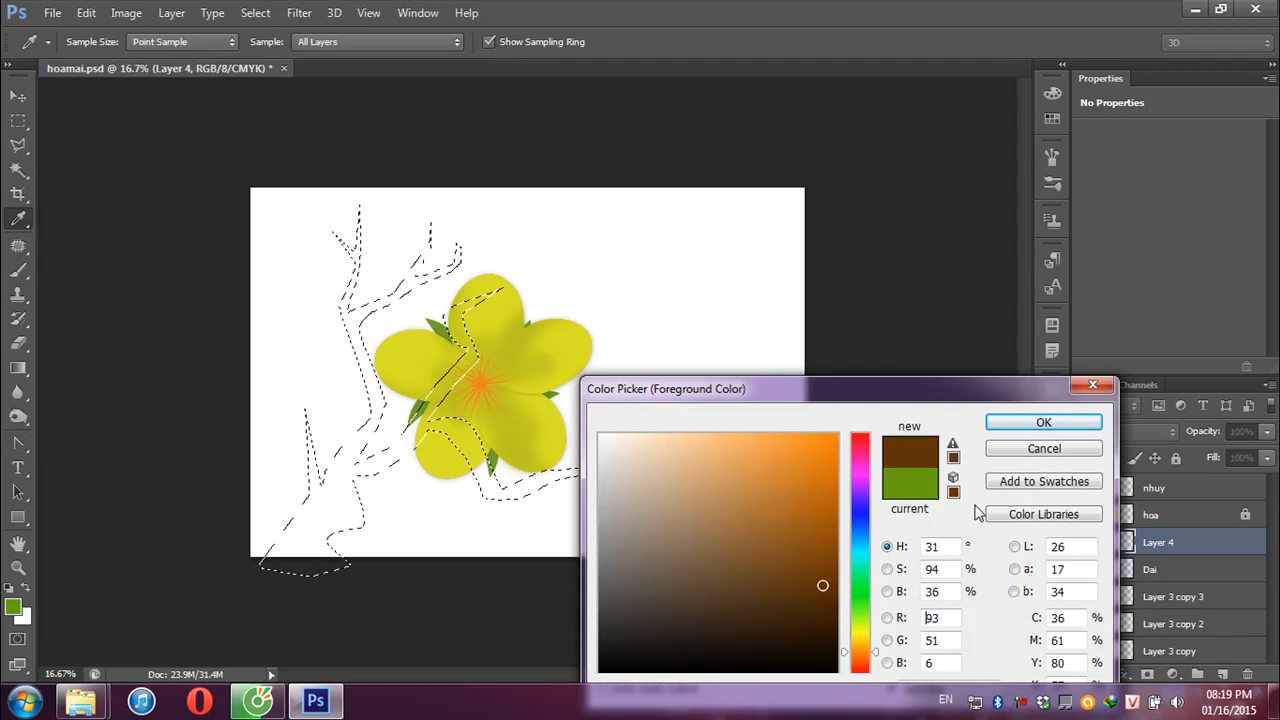 Ps File Edit Image Layer Type Select Filter 3D View Window Help
Sample Size: Point Sample Sample: All Layers Show Sampling Ring 3D
hoamai.psd @ 16.7% (Layer 4, RGB/8/CMYK) * ×
Properties
No Properties
Color Picker (Foreground Color)
Channels
new
OK
Opacity: 100%
Cancel
Fill: 100%
Add to Swatches
nhuy
current
Color Libraries
hoa
H: 31 °
L: 26
Layer 4
S: 94 %
a: 17
Dai
B: 36 %
b: 34
Layer 3 copy 3
R: 93
C: 36 %
G: 51
M: 61 %
Layer 3 copy 2
B: 6
Y: 80 %
Layer 3 copy
16.67% Doc: 23.9M/31.4M
Ps
EN
08:19 PM
01/16/2015